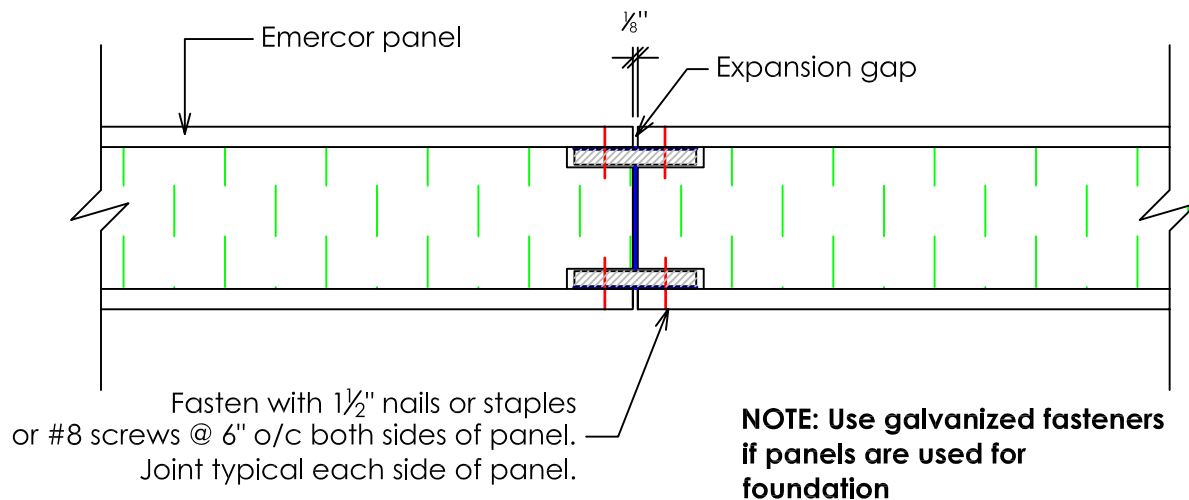 ⅛"
Emercor panel
Expansion gap
Fasten with 1½" nails or staples
or #8 screws @ 6" o/c both sides of panel.
Joint typical each side of panel.
NOTE: Use galvanized fasteners
if panels are used for
foundation